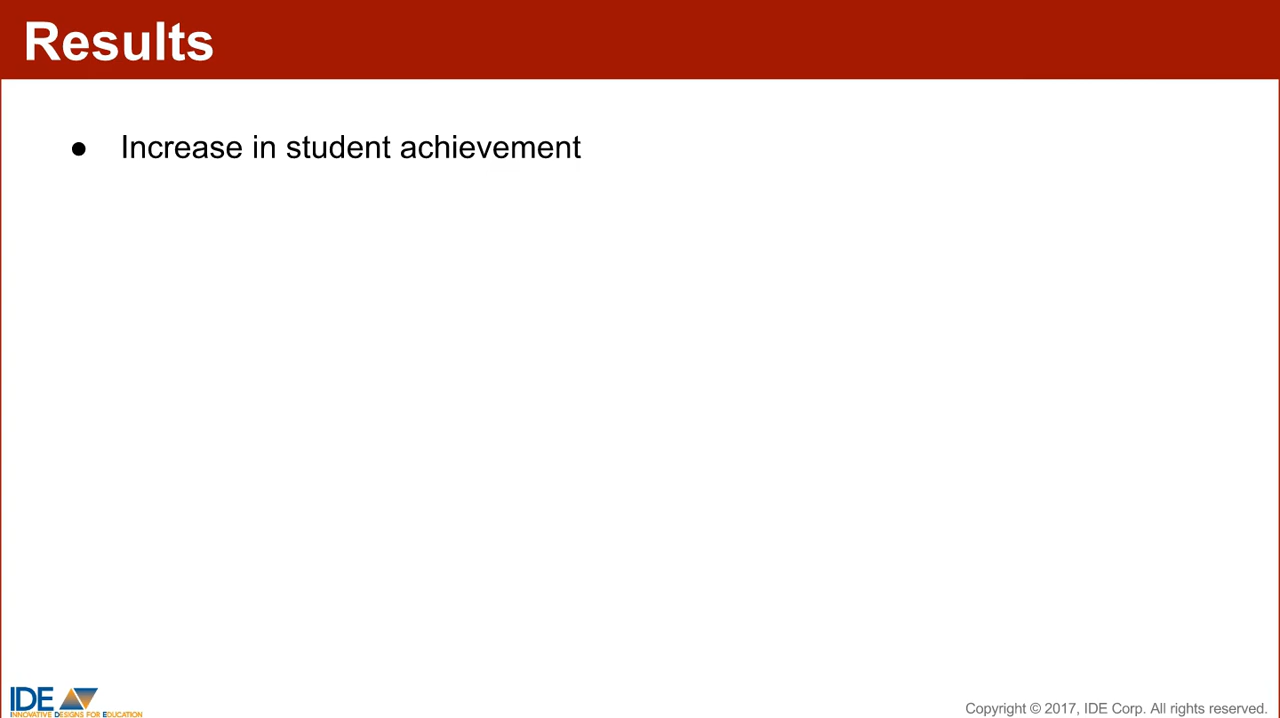 Results
● Increase in student achievement
IDE
INNOVATIVE DESIGNS FOR EDUCATION
Copyright © 2017, IDE Corp. All rights reserved.